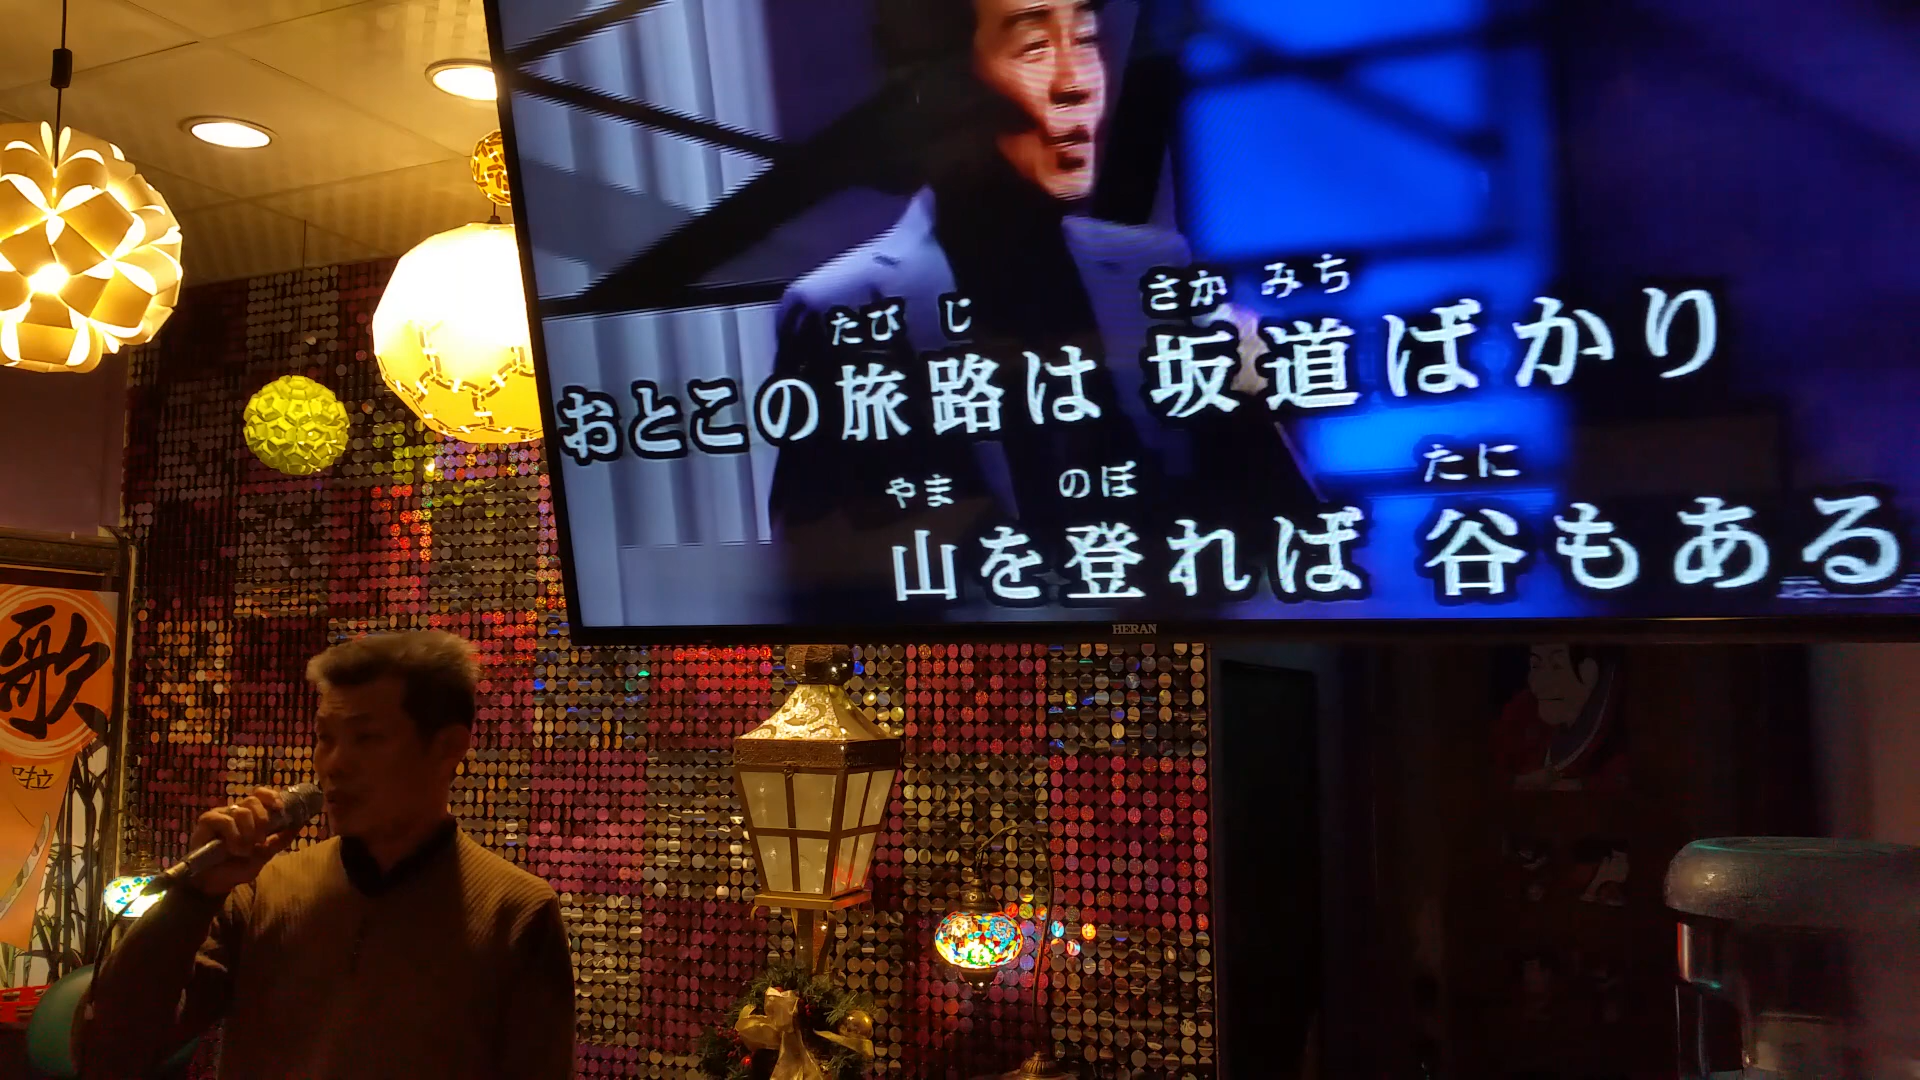 たびじ さかみち
おとこの旅路は 坂道ばかり
やま のぼ たに
山を登れば 谷もある
HERAN
歌
啦